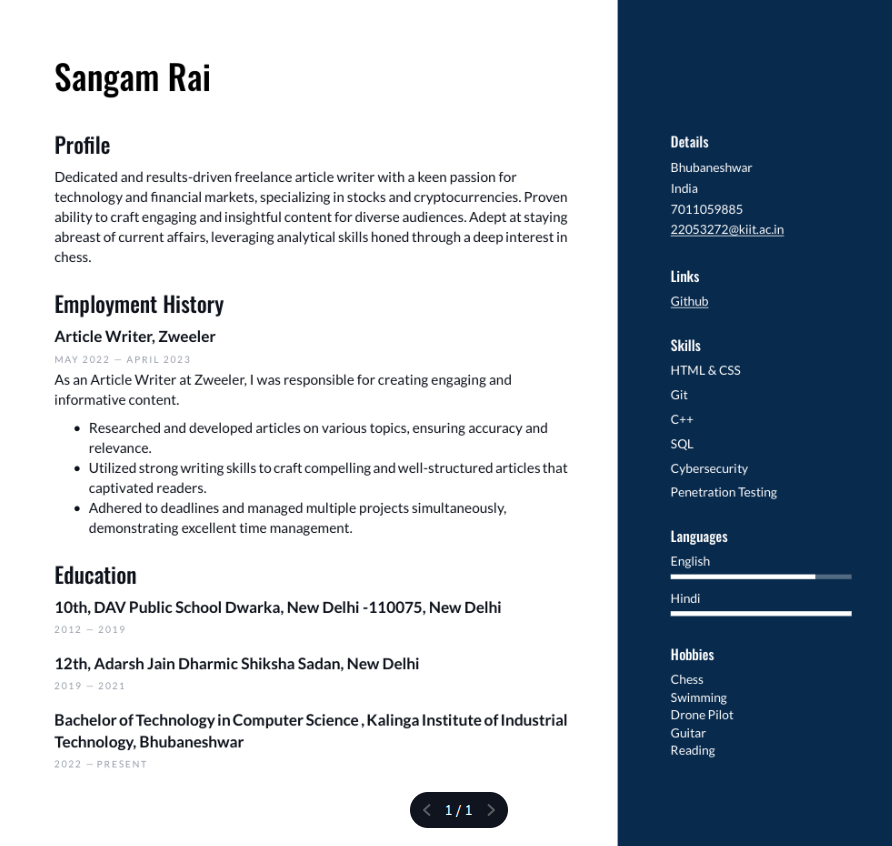 Sangam Rai
Profile
Dedicated and results-driven freelance article writer with a keen passion for
technology and financial markets, specializing in stocks and cryptocurrencies. Proven
ability to craft engaging and insightful content for diverse audiences. Adept at staying
abreast of current affairs, leveraging analytical skills honed through a deep interest in
chess.
Employment History
Article Writer, Zweeler
MAY 2022 — APRIL 2023
As an Article Writer at Zweeler, I was responsible for creating engaging and
informative content.
• Researched and developed articles on various topics, ensuring accuracy and
relevance.
• Utilized strong writing skills to craft compelling and well-structured articles that
captivated readers.
• Adhered to deadlines and managed multiple projects simultaneously,
demonstrating excellent time management.
Education
10th, DAV Public School Dwarka, New Delhi -110075, New Delhi
2012 — 2019
12th, Adarsh Jain Dharmic Shiksha Sadan, New Delhi
2019 — 2021
Bachelor of Technology in Computer Science , Kalinga Institute of Industrial
Technology, Bhubaneshwar
2022 — PRESENT
Details
Bhubaneshwar
India
7011059885
22053272@kiit.ac.in
Links
Github
Skills
HTML & CSS
Git
C++
SQL
Cybersecurity
Penetration Testing
Languages
English
Hindi
Hobbies
Chess
Swimming
Drone Pilot
Guitar
Reading
1 / 1